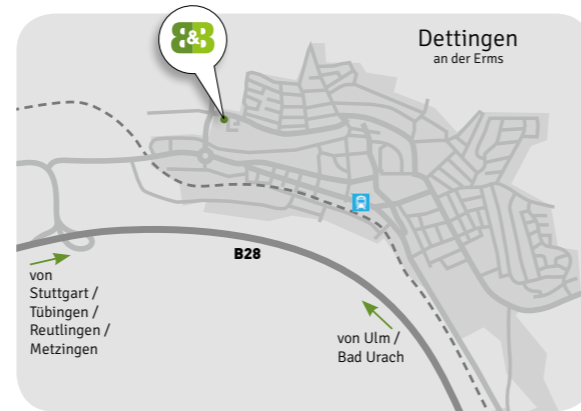 B&B
Dettingen
an der Erms
B28
von
Stuttgart /
Tübingen /
Reutlingen /
Metzingen
von Ulm /
Bad Urach